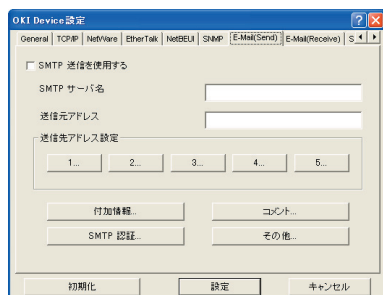 OKI Device設定
General TCP/IP NetWare EtherTalk NetBEUI SNMP E-Mail(Send) E-Mail(Receive) S
SMTP 送信を使用する
SMTP サーバ名
送信元アドレス
送信先アドレス設定
1... 2... 3... 4... 5...
付加情報... コメント...
SMTP 認証... その他...
初期化 設定 キャンセル